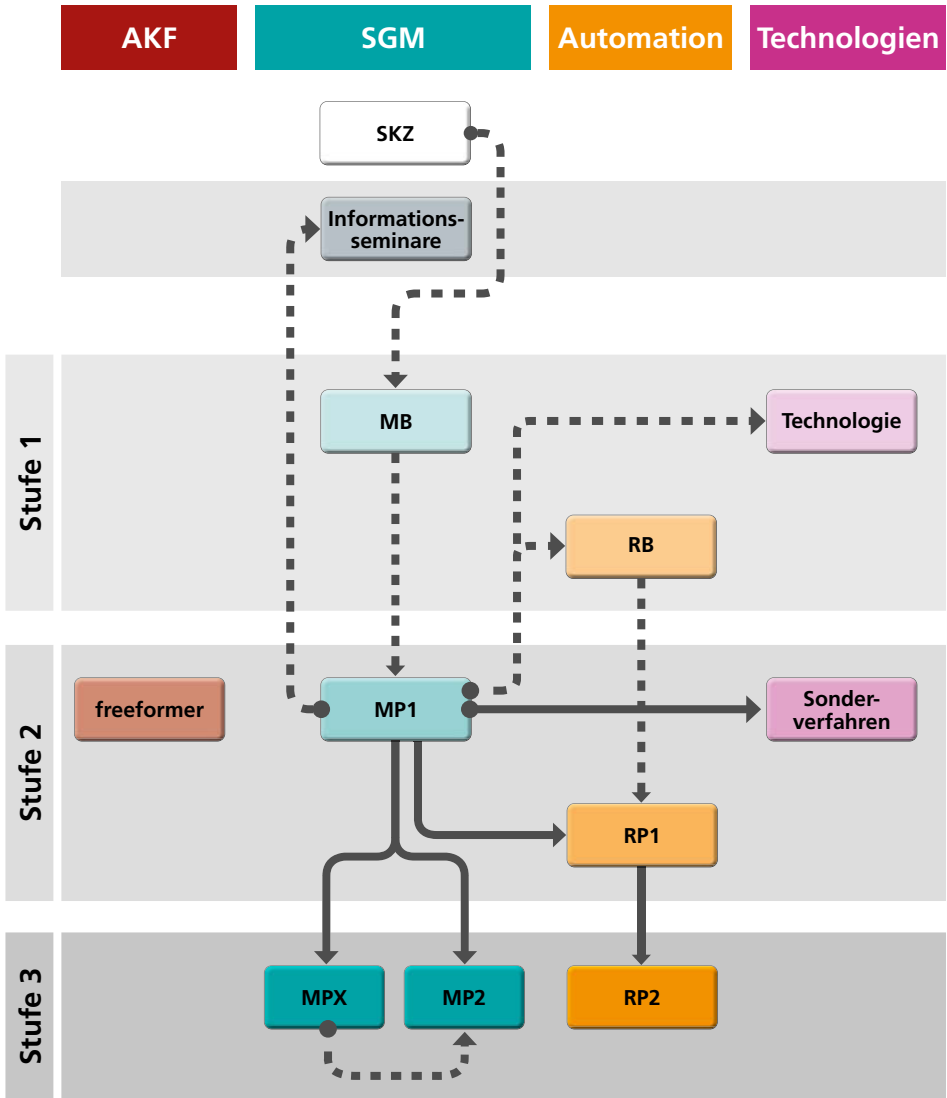 AKF
SGM
Automation
Technologien
SKZ
Informations-
seminare
Stufe 1
MB
Technologie
RB
Stufe 2
freeformer
MP1
Sonder-
verfahren
RP1
Stufe 3
MPX
MP2
RP2